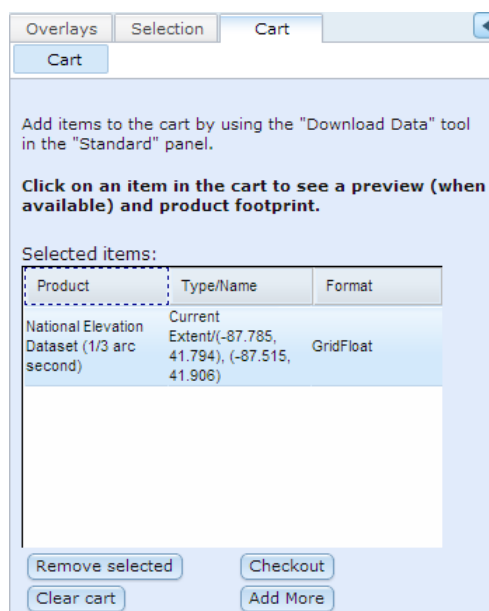 Overlays Selection Cart
Cart
Add items to the cart by using the "Download Data" tool
in the "Standard" panel.
Click on an item in the cart to see a preview (when
available) and product footprint.
Selected items:
Product Type/Name Format
National Elevation
Dataset (1/3 arc
second)
Current
Extent/(-87.785,
41.794), (-87.515,
41.906)
GridFloat
Remove selected Checkout
Clear cart Add More